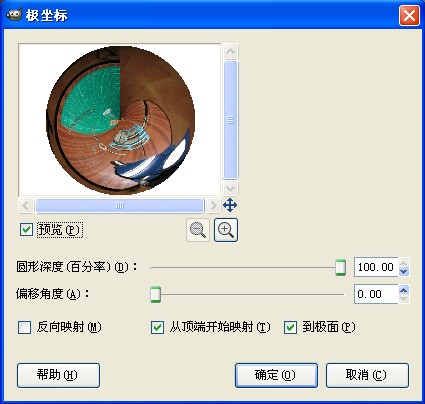 极坐标
预览(P)
圆形深度(百分率)(D)： 100.00
偏移角度(A)： 0.00
反向映射(M) 从顶端开始映射(T) 到极面(P)
帮助(H) 确定(O) 取消(C)